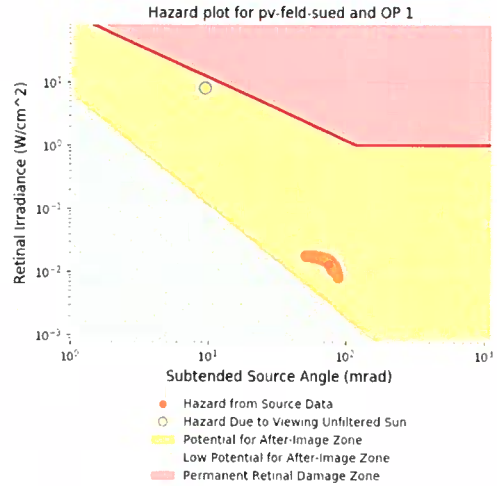 Hazard plot for pv-feld-sued and OP 1
Retinal Irradiance (W/cm^2)
10¹
10⁰
10⁻¹
10⁻²
10⁻³
10⁰ 10¹ 10² 10³
Subtended Source Angle (mrad)
Hazard from Source Data
Hazard Due to Viewing Unfiltered Sun
Potential for After-Image Zone
Low Potential for After-Image Zone
Permanent Retinal Damage Zone